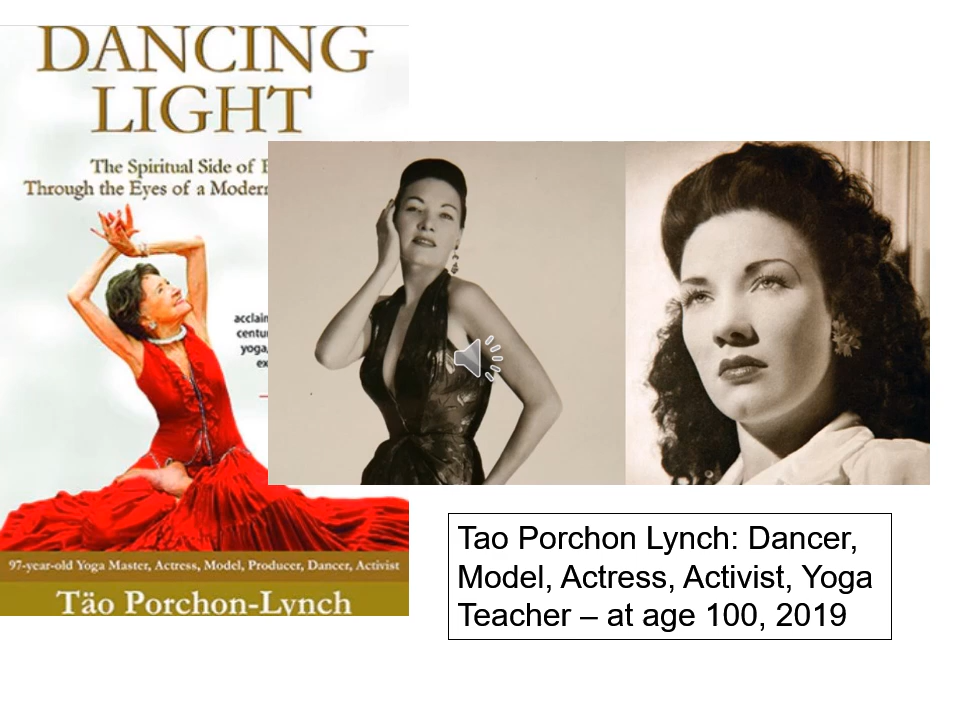 DANCING
LIGHT
The Spiritual Side of
Through the Eyes of a Modern
acclaim
centu
yoga,
ex
97-year-old Yoga Master, Actress, Model, Producer, Dancer, Activist
Täo Porchon-Lynch
Tao Porchon Lynch: Dancer,
Model, Actress, Activist, Yoga
Teacher – at age 100, 2019